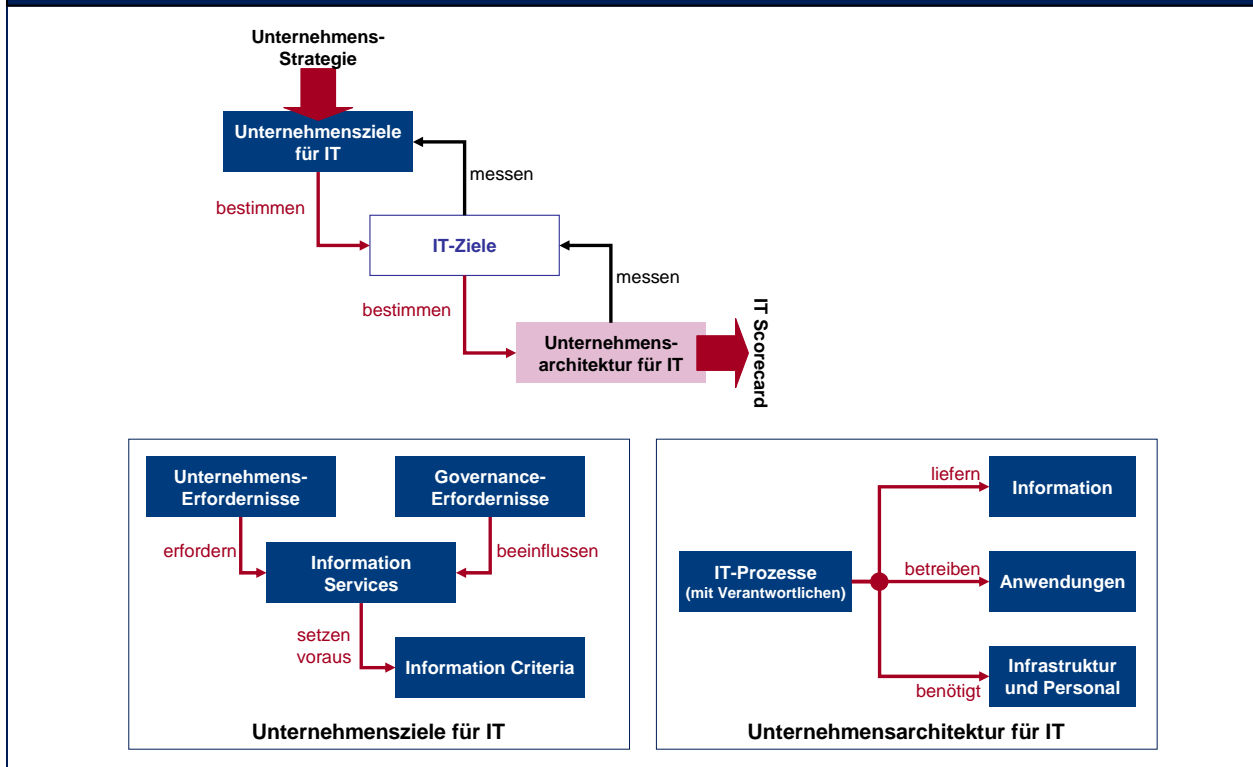 Unternehmens-
Strategie
Unternehmensziele
für IT
messen
bestimmen
IT-Ziele
messen
bestimmen
Unternehmens-
architektur für IT
IT Scorecard
Unternehmens-
Erfordernisse
Governance-
Erfordernisse
erfordern
beeinflussen
Information
Services
setzen
voraus
Information Criteria
Unternehmensziele für IT
liefern
Information
IT-Prozesse
(mit Verantwortlichen)
betreiben
Anwendungen
benötigt
Infrastruktur
und Personal
Unternehmensarchitektur für IT